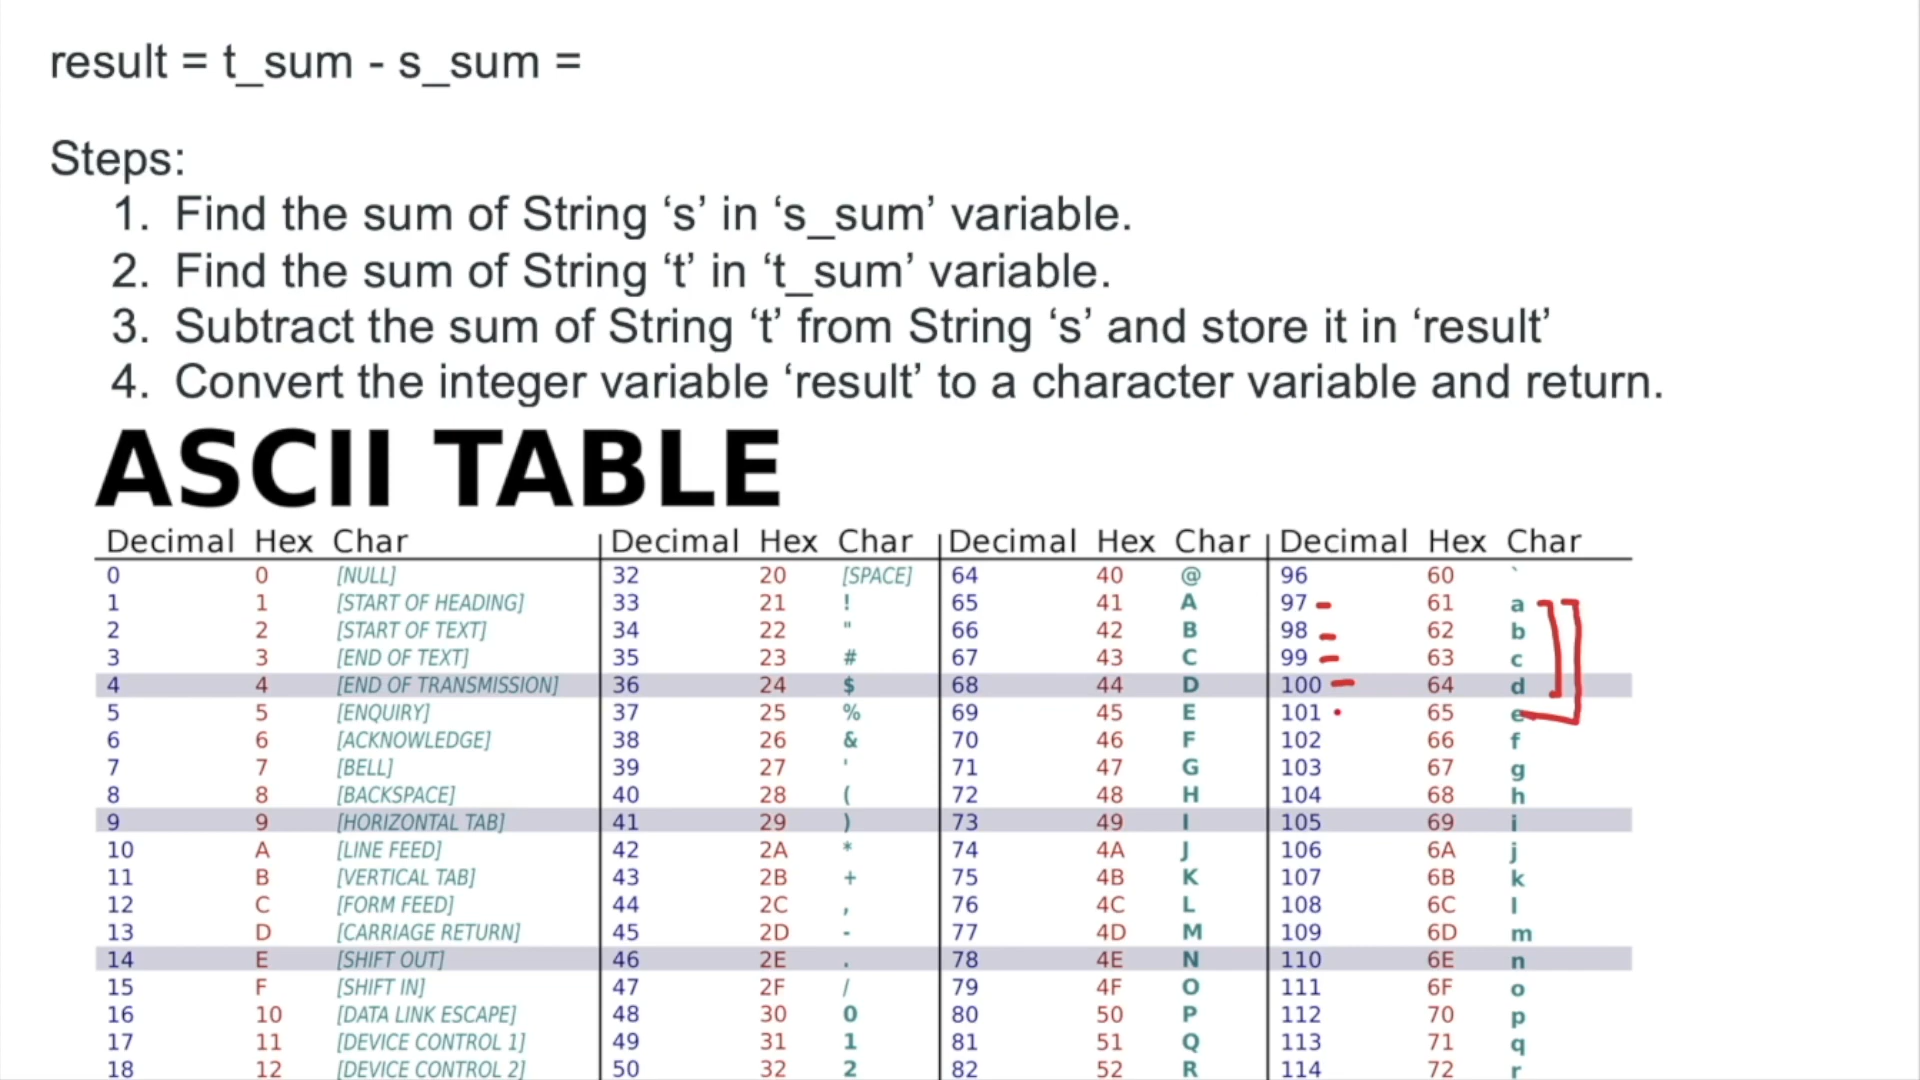 result = t_sum - s_sum =
Steps:
1. Find the sum of String ‘s’ in ‘s_sum’ variable.
2. Find the sum of String ‘t’ in ‘t_sum’ variable.
3. Subtract the sum of String ‘t’ from String ‘s’ and store it in ‘result’
4. Convert the integer variable ‘result’ to a character variable and return.
ASCII TABLE
Decimal Hex Char Decimal Hex Char Decimal Hex Char Decimal Hex Char
0 0 [NULL] 32 20 [SPACE] 64 40 @ 96 60 `
1 1 [START OF HEADING] 33 21 ! 65 41 A 97 61 a
2 2 [START OF TEXT] 34 22 " 66 42 B 98 62 b
3 3 [END OF TEXT] 35 23 # 67 43 C 99 63 c
4 4 [END OF TRANSMISSION] 36 24 $ 68 44 D 100 64 d
5 5 [ENQUIRY] 37 25 % 69 45 E 101 65 e
6 6 [ACKNOWLEDGE] 38 26 & 70 46 F 102 66 f
7 7 [BELL] 39 27 ' 71 47 G 103 67 g
8 8 [BACKSPACE] 40 28 ( 72 48 H 104 68 h
9 9 [HORIZONTAL TAB] 41 29 ) 73 49 I 105 69 i
10 A [LINE FEED] 42 2A * 74 4A J 106 6A j
11 B [VERTICAL TAB] 43 2B + 75 4B K 107 6B k
12 C [FORM FEED] 44 2C , 76 4C L 108 6C l
13 D [CARRIAGE RETURN] 45 2D - 77 4D M 109 6D m
14 E [SHIFT OUT] 46 2E . 78 4E N 110 6E n
15 F [SHIFT IN] 47 2F / 79 4F O 111 6F o
16 10 [DATA LINK ESCAPE] 48 30 0 80 50 P 112 70 p
17 11 [DEVICE CONTROL 1] 49 31 1 81 51 Q 113 71 q
18 12 [DEVICE CONTROL 2] 50 32 2 82 52 R 114 72 r